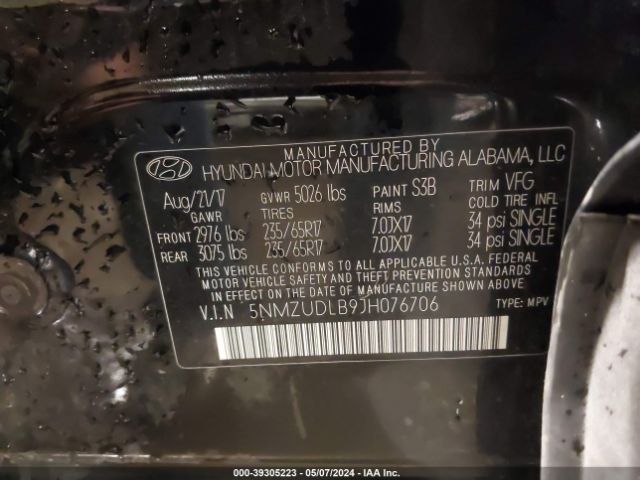 MANUFACTURED BY
HYUNDAI MOTOR MANUFACTURING ALABAMA, LLC
Aug/21/17 GVWR 5026 lbs PAINT S3B TRIM VFG
GAWR TIRES RIMS COLD TIRE INFL
FRONT 2976 lbs 235/65R17 7.0JX17 34 psi SINGLE
REAR 3075 lbs 235/65R17 7.0JX17 34 psi SINGLE
THIS VEHICLE CONFORMS TO ALL APPLICABLE U.S.A. FEDERAL
MOTOR VEHICLE SAFETY AND THEFT PREVENTION STANDARDS
IN EFFECT ON THE DATE OF MANUFACTURE SHOWN ABOVE.
V.I.N 5NMZUDLB9JH076706 TYPE: MPV
000-39305223 - 05/07/2024 - IAA Inc.